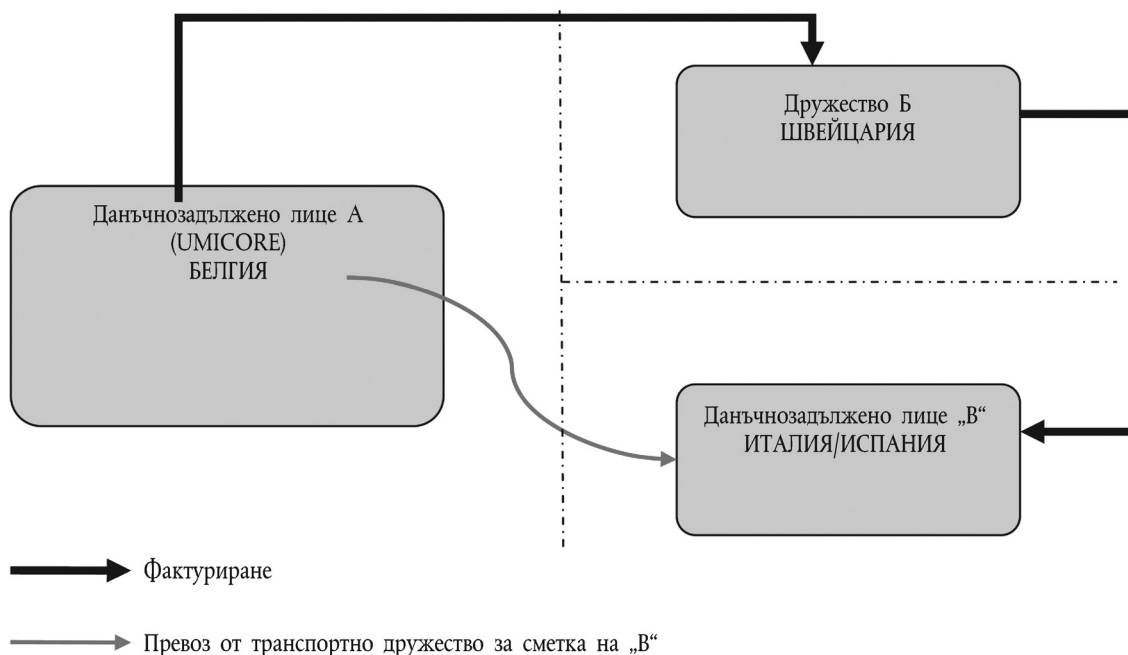 Дружество Б
ШВЕЙЦАРИЯ
Данъчнозадължено лице А
(UMICORE)
БЕЛГИЯ
Данъчнозадължено лице „В“
ИТАЛИЯ/ИСПАНИЯ
Фактуриране
Превоз от транспортно дружество за сметка на „В“